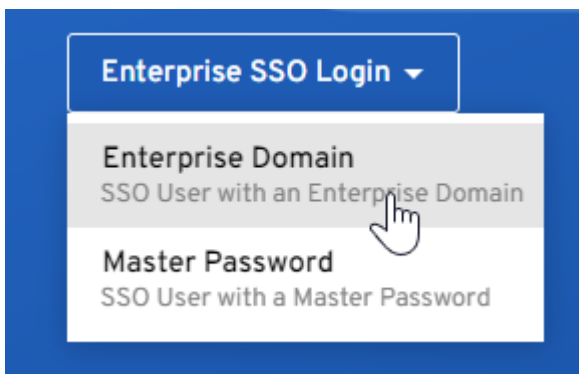 Enterprise SSO Login
Enterprise Domain
SSO User with an Enterprise Domain
Master Password
SSO User with a Master Password